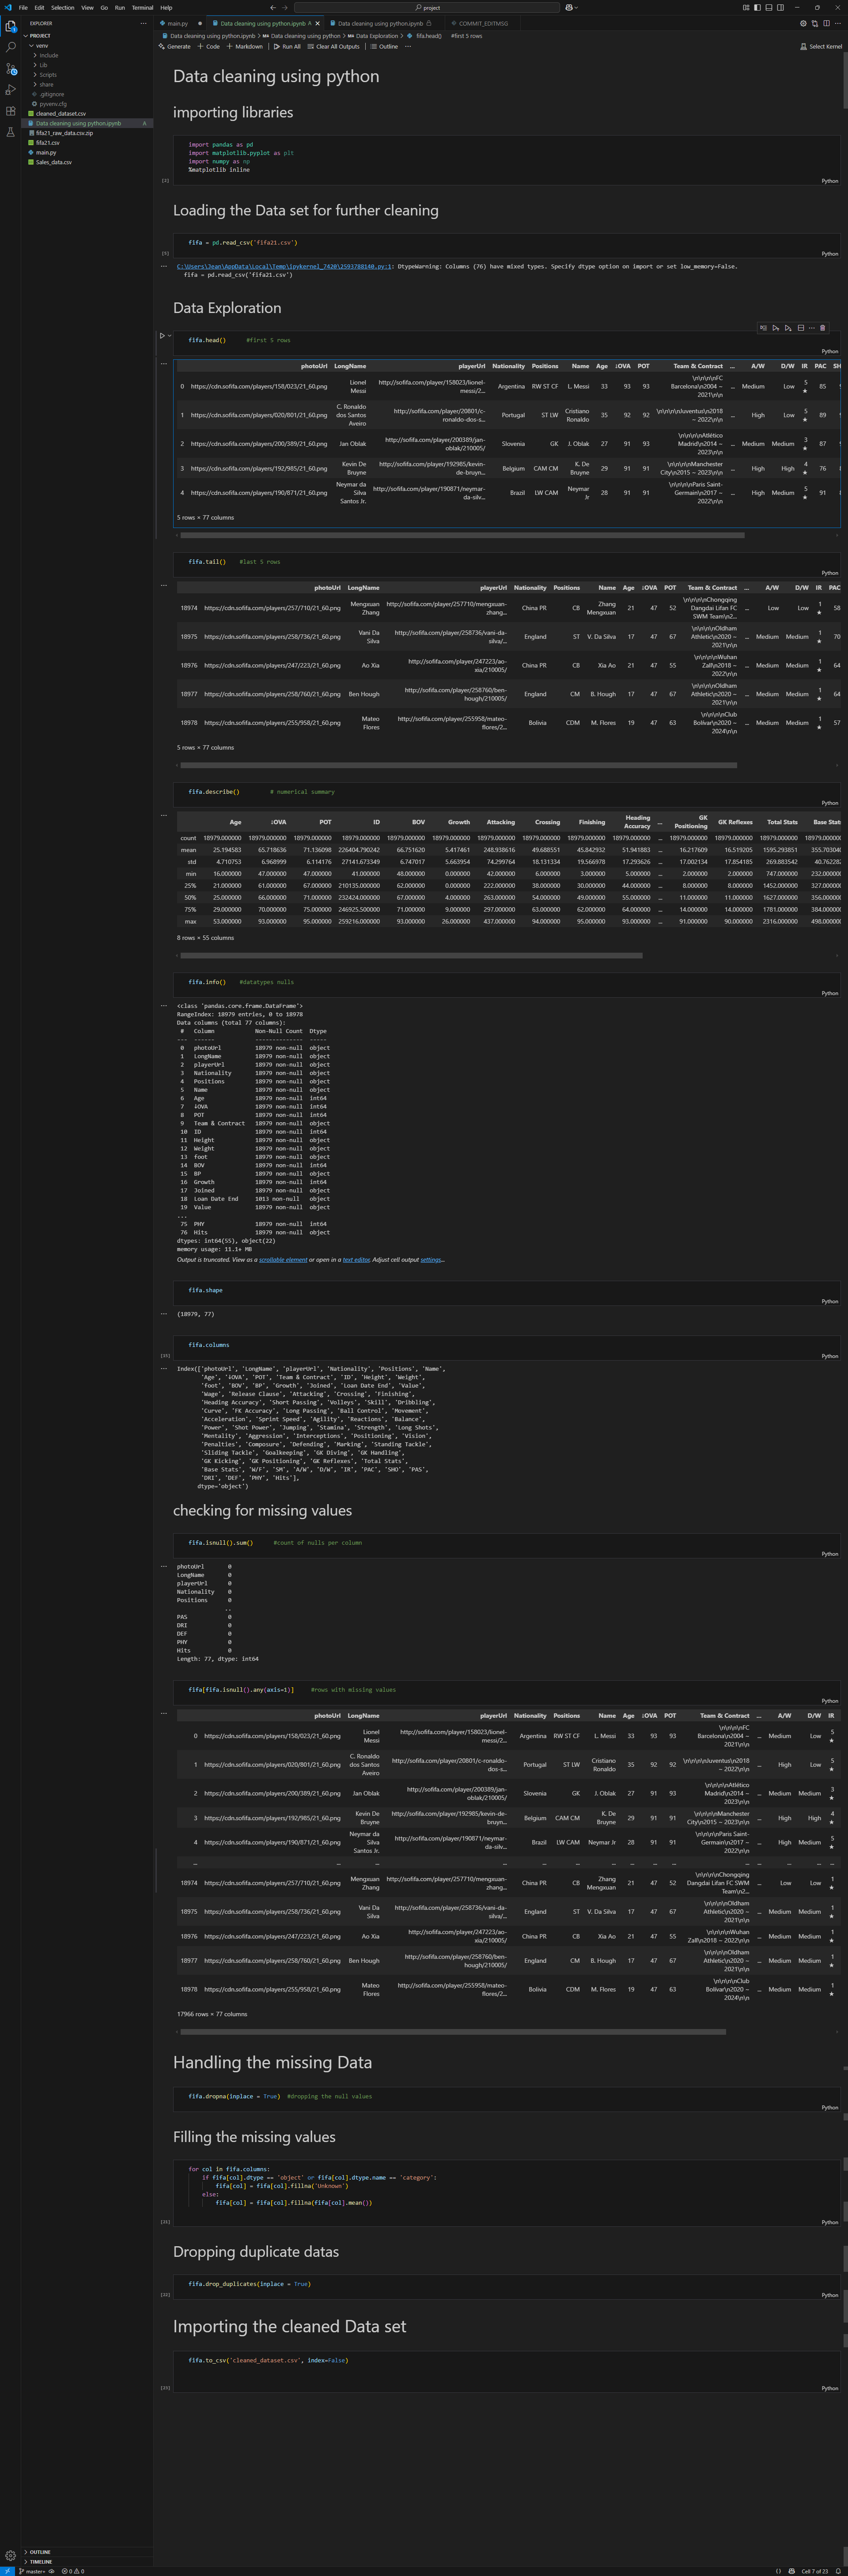 File Edit Selection View Go Run Terminal Help
project
EXPLORER
PROJECT
venv
Include
Lib
Scripts
share
.gitignore
pyvenv.cfg
cleaned_dataset.csv
Data cleaning using python.ipynb A
fifa21_raw_data.csv.zip
fifa21.csv
main.py
Sales_data.csv
OUTLINE
TIMELINE
main.py
Data cleaning using python.ipynb A
Data cleaning using python.ipynb
COMMIT_EDITMSG
Data cleaning using python.ipynb > Data cleaning using python > Data Exploration > fifa.head() #first 5 rows
Generate + Code + Markdown Run All Clear All Outputs Outline ...
Select Kernel
Data cleaning using python
importing libraries
import pandas as pd
import matplotlib.pyplot as plt
import numpy as np
%matplotlib inline
Python
Loading the Data set for further cleaning
fifa = pd.read_csv('fifa21.csv')
Python
C:\Users\Jean\AppData\Local\Temp\ipykernel_7420\2593788140.py:1: DtypeWarning: Columns (76) have mixed types. Specify dtype option on import or set low_memory=False.
fifa = pd.read_csv('fifa21.csv')
Data Exploration
fifa.head() #first 5 rows
Python
photoUrl LongName playerUrl Nationality Positions Name Age ↓OVA POT Team & Contract ... A/W D/W IR PAC SH
0 https://cdn.sofifa.com/players/158/023/21_60.png Lionel Messi http://sofifa.com/player/158023/lionel-messi/2... Argentina RW ST CF L. Messi 33 93 93 \n\n\n\nFC Barcelona\n2004 ~ 2021\n\n ... Medium Low 5 ★ 85
1 https://cdn.sofifa.com/players/020/801/21_60.png C. Ronaldo dos Santos Aveiro http://sofifa.com/player/20801/c-ronaldo-dos-s... Portugal ST LW Cristiano Ronaldo 35 92 92 \n\n\n\nJuventus\n2018 ~ 2022\n\n ... High Low 5 ★ 89
2 https://cdn.sofifa.com/players/200/389/21_60.png Jan Oblak http://sofifa.com/player/200389/jan-oblak/210005/ Slovenia GK J. Oblak 27 91 93 \n\n\n\nAtlético Madrid\n2014 ~ 2023\n\n ... Medium Medium 3 ★ 87
3 https://cdn.sofifa.com/players/192/985/21_60.png Kevin De Bruyne http://sofifa.com/player/192985/kevin-de-bruyn... Belgium CAM CM K. De Bruyne 29 91 91 \n\n\n\nManchester City\n2015 ~ 2023\n\n ... High High 4 ★ 76
4 https://cdn.sofifa.com/players/190/871/21_60.png Neymar da Silva Santos Jr. http://sofifa.com/player/190871/neymar-da-silv... Brazil LW CAM Neymar Jr 28 91 91 \n\n\n\nParis Saint-Germain\n2017 ~ 2022\n\n ... High Medium 5 ★ 91
5 rows × 77 columns
fifa.tail() #last 5 rows
Python
photoUrl LongName playerUrl Nationality Positions Name Age ↓OVA POT Team & Contract ... A/W D/W IR PAC
18974 https://cdn.sofifa.com/players/257/710/21_60.png Mengxuan Zhang http://sofifa.com/player/257710/mengxuan-zhang... China PR CB Zhang Mengxuan 21 47 52 \n\n\n\nChongqing Dangdai Lifan FC SWM Team\n2... ... Low Low 1 ★ 58
18975 https://cdn.sofifa.com/players/258/736/21_60.png Vani Da Silva http://sofifa.com/player/258736/vani-da-silva/... England ST V. Da Silva 17 47 67 \n\n\n\nOldham Athletic\n2020 ~ 2021\n\n ... Medium Medium 1 ★ 70
18976 https://cdn.sofifa.com/players/247/223/21_60.png Ao Xia http://sofifa.com/player/247223/ao-xia/210005/ China PR CB Xia Ao 21 47 55 \n\n\n\nWuhan Zall\n2018 ~ 2022\n\n ... Medium Medium 1 ★ 64
18977 https://cdn.sofifa.com/players/258/760/21_60.png Ben Hough http://sofifa.com/player/258760/ben-hough/210005/ England CM B. Hough 17 47 67 \n\n\n\nOldham Athletic\n2020 ~ 2021\n\n ... Medium Medium 1 ★ 64
18978 https://cdn.sofifa.com/players/255/958/21_60.png Mateo Flores http://sofifa.com/player/255958/mateo-flores/2... Bolivia CDM M. Flores 19 47 63 \n\n\n\nClub Bolívar\n2020 ~ 2024\n\n ... Medium Medium 1 ★ 57
5 rows × 77 columns
fifa.describe() # numerical summary
Python
Age ↓OVA POT ID BOV Growth Attacking Crossing Finishing Heading Accuracy ... GK Positioning GK Reflexes Total Stats Base Stats
count 18979.000000 18979.000000 18979.000000 18979.000000 18979.000000 18979.000000 18979.000000 18979.000000 18979.000000 18979.000000 ... 18979.000000 18979.000000 18979.000000 18979.000000
mean 25.194583 65.718636 71.136098 226404.790242 66.751620 5.417461 248.938616 49.688551 45.842932 51.941883 ... 16.217609 16.519205 1595.293851 355.703040
std 4.710753 6.968999 6.114176 27141.673349 6.747017 5.663954 74.299764 18.131334 19.566978 17.293626 ... 17.002134 17.854185 269.883542 40.762282
min 16.000000 47.000000 47.000000 41.000000 48.000000 0.000000 42.000000 6.000000 3.000000 5.000000 ... 2.000000 2.000000 747.000000 232.000000
25% 21.000000 61.000000 67.000000 210135.000000 62.000000 0.000000 222.000000 38.000000 30.000000 44.000000 ... 8.000000 8.000000 1452.000000 327.000000
50% 25.000000 66.000000 71.000000 232424.000000 67.000000 4.000000 263.000000 54.000000 49.000000 55.000000 ... 11.000000 11.000000 1627.000000 356.000000
75% 29.000000 70.000000 75.000000 246925.500000 71.000000 9.000000 297.000000 63.000000 62.000000 64.000000 ... 14.000000 14.000000 1781.000000 384.000000
max 53.000000 93.000000 95.000000 259216.000000 93.000000 26.000000 437.000000 94.000000 95.000000 93.000000 ... 91.000000 90.000000 2316.000000 498.000000
8 rows × 55 columns
fifa.info() #datatypes nulls
Python
<class 'pandas.core.frame.DataFrame'>
RangeIndex: 18979 entries, 0 to 18978
Data columns (total 77 columns):
# Column Non-Null Count Dtype
--- ------ -------------- -----
0 photoUrl 18979 non-null object
1 LongName 18979 non-null object
2 playerUrl 18979 non-null object
3 Nationality 18979 non-null object
4 Positions 18979 non-null object
5 Name 18979 non-null object
6 Age 18979 non-null int64
7 ↓OVA 18979 non-null int64
8 POT 18979 non-null int64
9 Team & Contract 18979 non-null object
10 ID 18979 non-null int64
11 Height 18979 non-null object
12 Weight 18979 non-null object
13 foot 18979 non-null object
14 BOV 18979 non-null int64
15 BP 18979 non-null object
16 Growth 18979 non-null int64
17 Joined 18979 non-null object
18 Loan Date End 1013 non-null object
19 Value 18979 non-null object
...
75 PHY 18979 non-null int64
76 Hits 18979 non-null object
dtypes: int64(55), object(22)
memory usage: 11.1+ MB
Output is truncated. View as a scrollable element or open in a text editor. Adjust cell output settings...
fifa.shape
Python
(18979, 77)
fifa.columns
Python
Index(['photoUrl', 'LongName', 'playerUrl', 'Nationality', 'Positions', 'Name',
'Age', '↓OVA', 'POT', 'Team & Contract', 'ID', 'Height', 'Weight',
'foot', 'BOV', 'BP', 'Growth', 'Joined', 'Loan Date End', 'Value',
'Wage', 'Release Clause', 'Attacking', 'Crossing', 'Finishing',
'Heading Accuracy', 'Short Passing', 'Volleys', 'Skill', 'Dribbling',
'Curve', 'FK Accuracy', 'Long Passing', 'Ball Control', 'Movement',
'Acceleration', 'Sprint Speed', 'Agility', 'Reactions', 'Balance',
'Power', 'Shot Power', 'Jumping', 'Stamina', 'Strength', 'Long Shots',
'Mentality', 'Aggression', 'Interceptions', 'Positioning', 'Vision',
'Penalties', 'Composure', 'Defending', 'Marking', 'Standing Tackle',
'Sliding Tackle', 'Goalkeeping', 'GK Diving', 'GK Handling',
'GK Kicking', 'GK Positioning', 'GK Reflexes', 'Total Stats',
'Base Stats', 'W/F', 'SM', 'A/W', 'D/W', 'IR', 'PAC', 'SHO', 'PAS',
'DRI', 'DEF', 'PHY', 'Hits'],
dtype='object')
checking for missing values
fifa.isnull().sum() #count of nulls per column
Python
photoUrl 0
LongName 0
playerUrl 0
Nationality 0
Positions 0
..
PAS 0
DRI 0
DEF 0
PHY 0
Hits 0
Length: 77, dtype: int64
fifa[fifa.isnull().any(axis=1)] #rows with missing values
Python
photoUrl LongName playerUrl Nationality Positions Name Age ↓OVA POT Team & Contract ... A/W D/W IR
0 https://cdn.sofifa.com/players/158/023/21_60.png Lionel Messi http://sofifa.com/player/158023/lionel-messi/2... Argentina RW ST CF L. Messi 33 93 93 \n\n\n\nFC Barcelona\n2004 ~ 2021\n\n ... Medium Low 5 ★
1 https://cdn.sofifa.com/players/020/801/21_60.png C. Ronaldo dos Santos Aveiro http://sofifa.com/player/20801/c-ronaldo-dos-s... Portugal ST LW Cristiano Ronaldo 35 92 92 \n\n\n\nJuventus\n2018 ~ 2022\n\n ... High Low 5 ★
2 https://cdn.sofifa.com/players/200/389/21_60.png Jan Oblak http://sofifa.com/player/200389/jan-oblak/210005/ Slovenia GK J. Oblak 27 91 93 \n\n\n\nAtlético Madrid\n2014 ~ 2023\n\n ... Medium Medium 3 ★
3 https://cdn.sofifa.com/players/192/985/21_60.png Kevin De Bruyne http://sofifa.com/player/192985/kevin-de-bruyn... Belgium CAM CM K. De Bruyne 29 91 91 \n\n\n\nManchester City\n2015 ~ 2023\n\n ... High High 4 ★
4 https://cdn.sofifa.com/players/190/871/21_60.png Neymar da Silva Santos Jr. http://sofifa.com/player/190871/neymar-da-silv... Brazil LW CAM Neymar Jr 28 91 91 \n\n\n\nParis Saint-Germain\n2017 ~ 2022\n\n ... High Medium 5 ★
... ... ... ... ... ... ... ... ... ... ... ... ... ... ...
18974 https://cdn.sofifa.com/players/257/710/21_60.png Mengxuan Zhang http://sofifa.com/player/257710/mengxuan-zhang... China PR CB Zhang Mengxuan 21 47 52 \n\n\n\nChongqing Dangdai Lifan FC SWM Team\n2... ... Low Low 1 ★
18975 https://cdn.sofifa.com/players/258/736/21_60.png Vani Da Silva http://sofifa.com/player/258736/vani-da-silva/... England ST V. Da Silva 17 47 67 \n\n\n\nOldham Athletic\n2020 ~ 2021\n\n ... Medium Medium 1 ★
18976 https://cdn.sofifa.com/players/247/223/21_60.png Ao Xia http://sofifa.com/player/247223/ao-xia/210005/ China PR CB Xia Ao 21 47 55 \n\n\n\nWuhan Zall\n2018 ~ 2022\n\n ... Medium Medium 1 ★
18977 https://cdn.sofifa.com/players/258/760/21_60.png Ben Hough http://sofifa.com/player/258760/ben-hough/210005/ England CM B. Hough 17 47 67 \n\n\n\nOldham Athletic\n2020 ~ 2021\n\n ... Medium Medium 1 ★
18978 https://cdn.sofifa.com/players/255/958/21_60.png Mateo Flores http://sofifa.com/player/255958/mateo-flores/2... Bolivia CDM M. Flores 19 47 63 \n\n\n\nClub Bolívar\n2020 ~ 2024\n\n ... Medium Medium 1 ★
17966 rows × 77 columns
Handling the missing Data
fifa.dropna(inplace = True) #dropping the null values
Python
Filling the missing values
for col in fifa.columns:
if fifa[col].dtype == 'object' or fifa[col].dtype.name == 'category':
fifa[col] = fifa[col].fillna('Unknown')
else:
fifa[col] = fifa[col].fillna(fifa[col].mean())
[21]
Python
Dropping duplicate datas
fifa.drop_duplicates(inplace = True)
[22]
Python
Importing the cleaned Data set
fifa.to_csv('cleaned_dataset.csv', index=False)
[23]
Python
master+ 0 0
Cell 7 of 23